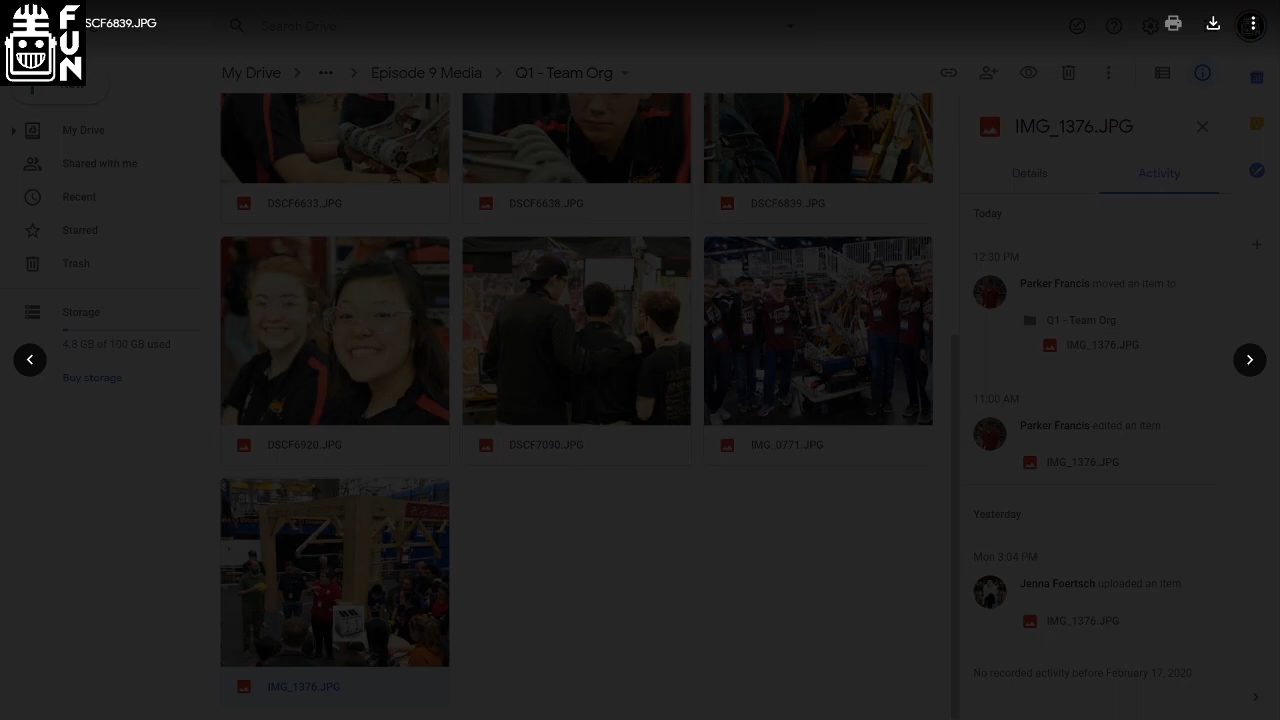 FUN
SCF6839.JPG
Search Drive
My Drive
Episode 9 Media
Q1 - Team Org
New
My Drive
Shared with me
Recent
Starred
Trash
Storage
4.8 GB of 100 GB used
Buy storage
DSCF6633.JPG
DSCF6638.JPG
DSCF6839.JPG
DSCF6920.JPG
DSCF7090.JPG
IMG_0771.JPG
IMG_1376.JPG
IMG_1376.JPG
Details
Activity
Today
12:30 PM
Parker Francis moved an item to
Q1 - Team Org
IMG_1376.JPG
11:00 AM
Parker Francis edited an item
IMG_1376.JPG
Yesterday
Mon 3:04 PM
Jenna Foertsch uploaded an item
IMG_1376.JPG
No recorded activity before February 17, 2020